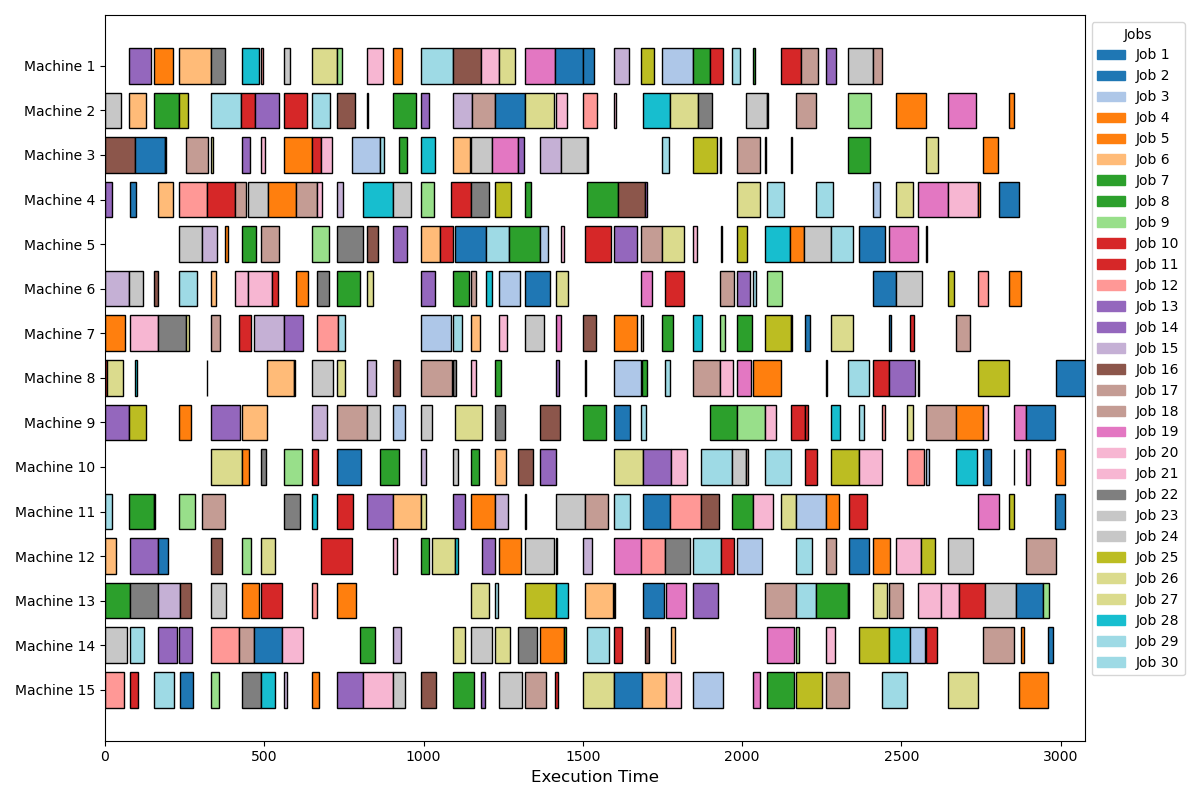 Machine 1
Machine 2
Machine 3
Machine 4
Machine 5
Machine 6
Machine 7
Machine 8
Machine 9
Machine 10
Machine 11
Machine 12
Machine 13
Machine 14
Machine 15
0 500 1000 1500 2000 2500 3000
Execution Time
Jobs
Job 1
Job 2
Job 3
Job 4
Job 5
Job 6
Job 7
Job 8
Job 9
Job 10
Job 11
Job 12
Job 13
Job 14
Job 15
Job 16
Job 17
Job 18
Job 19
Job 20
Job 21
Job 22
Job 23
Job 24
Job 25
Job 26
Job 27
Job 28
Job 29
Job 30